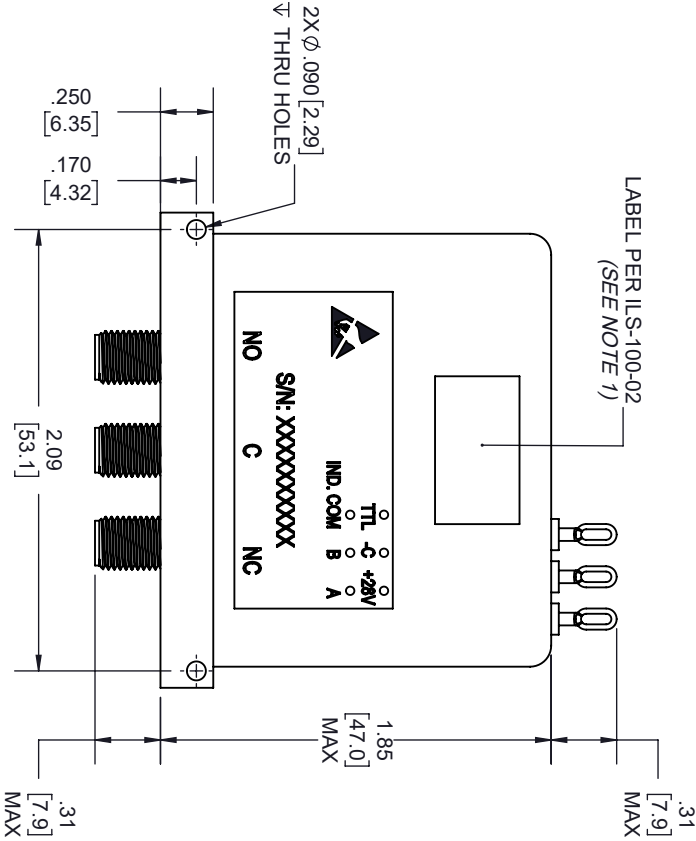 2X Ø .090 [2.29]
THRU HOLES
.250
[6.35]
.170
[4.32]
LABEL PER ILS-100-02
(SEE NOTE 1)
NO C NC
S/N: XXXXXXXXXX
TTL -C +28V
IND. COM B A
2.09
[53.1]
1.85
[47.0]
MAX
.31
[7.9]
MAX
.31
[7.9]
MAX